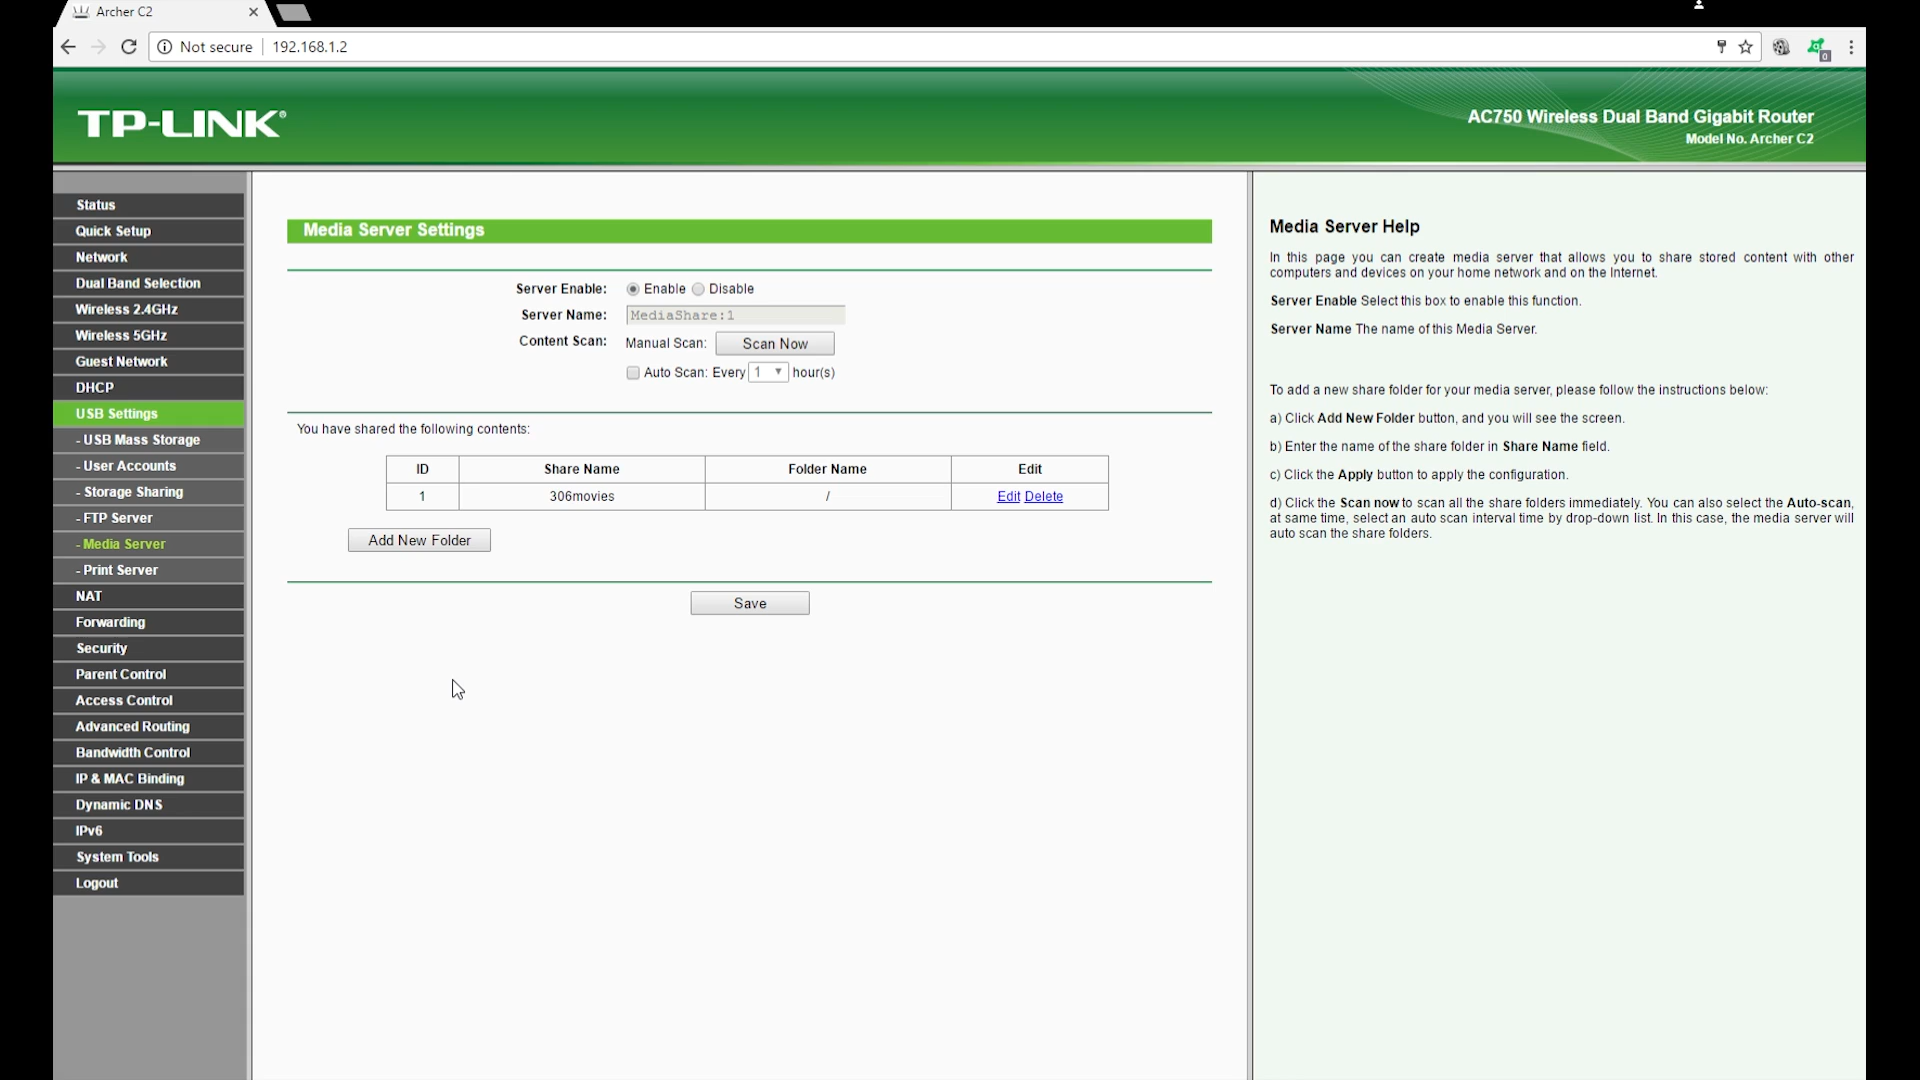 Archer C2
Not secure
192.168.1.2
0
TP-LINK®
AC750 Wireless Dual Band Gigabit Router
Model No. Archer C2
Status
Quick Setup
Network
Dual Band Selection
Wireless 2.4GHz
Wireless 5GHz
Guest Network
DHCP
USB Settings
- USB Mass Storage
- User Accounts
- Storage Sharing
- FTP Server
- Media Server
- Print Server
NAT
Forwarding
Security
Parent Control
Access Control
Advanced Routing
Bandwidth Control
IP & MAC Binding
Dynamic DNS
IPv6
System Tools
Logout
Media Server Settings
Server Enable: Enable Disable
Server Name: MediaShare:1
Content Scan: Manual Scan: Scan Now
Auto Scan: Every 1 hour(s)
You have shared the following contents:
ID Share Name Folder Name Edit
1 306movies / Edit Delete
Add New Folder
Save
Media Server Help
In this page you can create media server that allows you to share stored content with other
computers and devices on your home network and on the Internet.
Server Enable Select this box to enable this function.
Server Name The name of this Media Server.
To add a new share folder for your media server, please follow the instructions below:
a) Click Add New Folder button, and you will see the screen.
b) Enter the name of the share folder in Share Name field.
c) Click the Apply button to apply the configuration.
d) Click the Scan now to scan all the share folders immediately. You can also select the Auto-scan,
at same time, select an auto scan interval time by drop-down list. In this case, the media server will
auto scan the share folders.